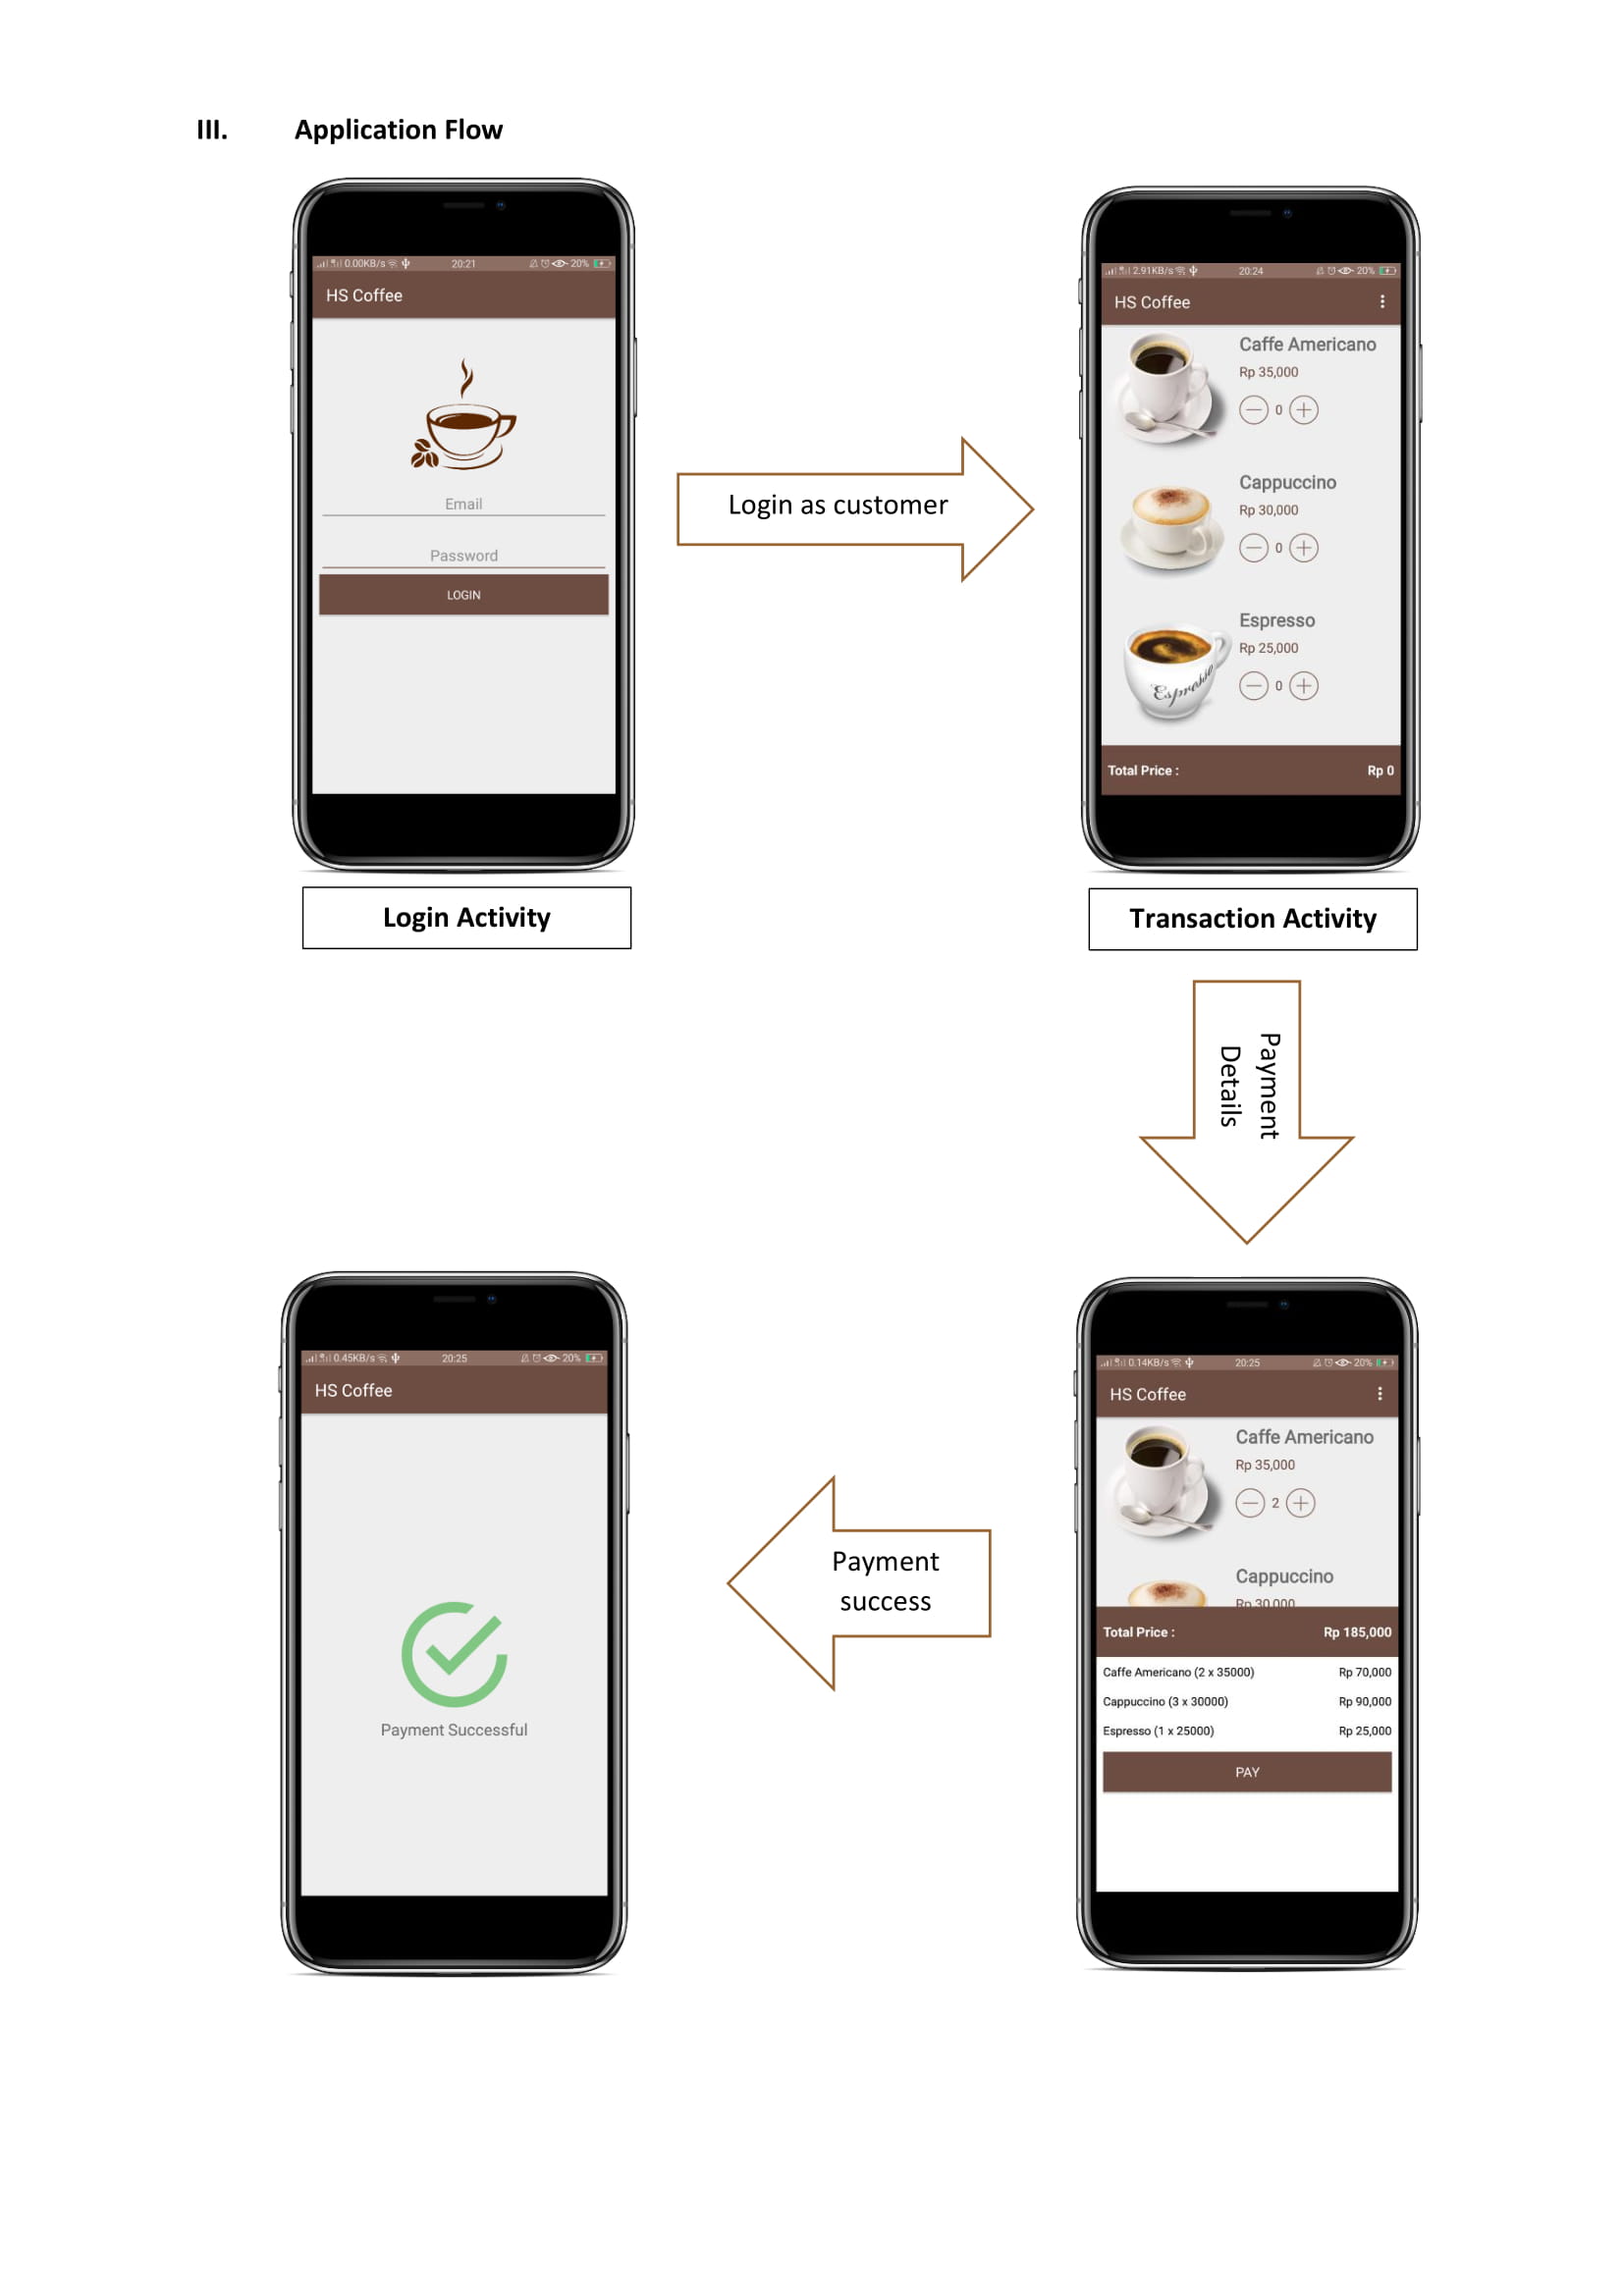 III. Application Flow
0.00KB/s 20:21 20%
HS Coffee
Email
Password
LOGIN
Login Activity
Login as customer
2.91KB/s 20:24 20%
HS Coffee
Caffe Americano
Rp 35,000
0
Cappuccino
Rp 30,000
0
Espresso
Rp 25,000
0
Espresso
Total Price : Rp 0
Transaction Activity
Payment
Details
0.14KB/s 20:25 20%
HS Coffee
Caffe Americano
Rp 35,000
2
Cappuccino
Rp 30,000
Total Price : Rp 185,000
Caffe Americano (2 x 35000) Rp 70,000
Cappuccino (3 x 30000) Rp 90,000
Espresso (1 x 25000) Rp 25,000
PAY
Payment
success
0.45KB/s 20:25 20%
HS Coffee
Payment Successful